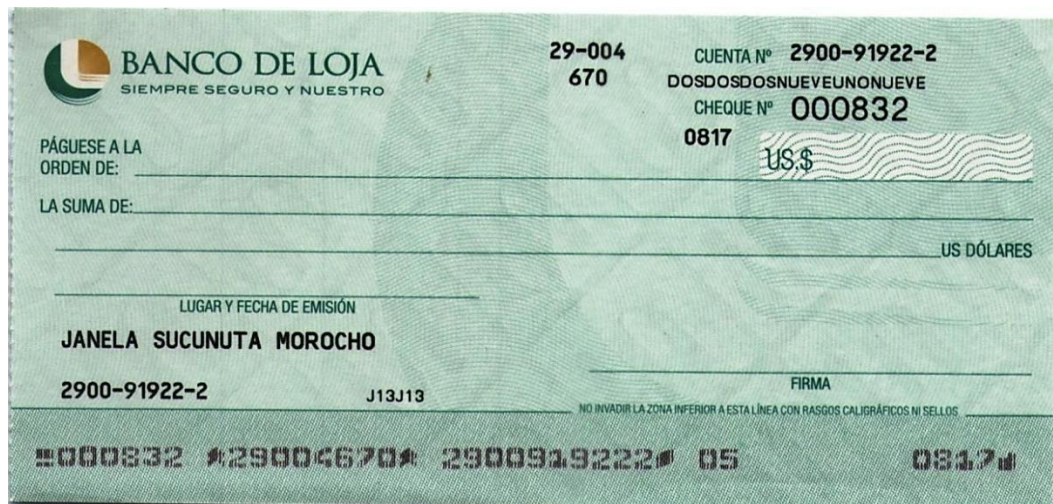 BANCO DE LOJA
SIEMPRE SEGURO Y NUESTRO
29-004
670
CUENTA Nº 2900-91922-2
DOSDOSDOSNUEVEUNONUEVE
CHEQUE Nº 000832
0817
US.$
PÁGUESE A LA
ORDEN DE:
LA SUMA DE:
US DÓLARES
LUGAR Y FECHA DE EMISIÓN
JANELA SUCUNUTA MOROCHO
2900-91922-2
J13J13
FIRMA
NO INVADIR LA ZONA INFERIOR A ESTA LÍNEA CON RASGOS CALIGRÁFICOS NI SELLOS
⑈000832 ⑆29004670⑆ 2900919222⑈ 05 0817⑈